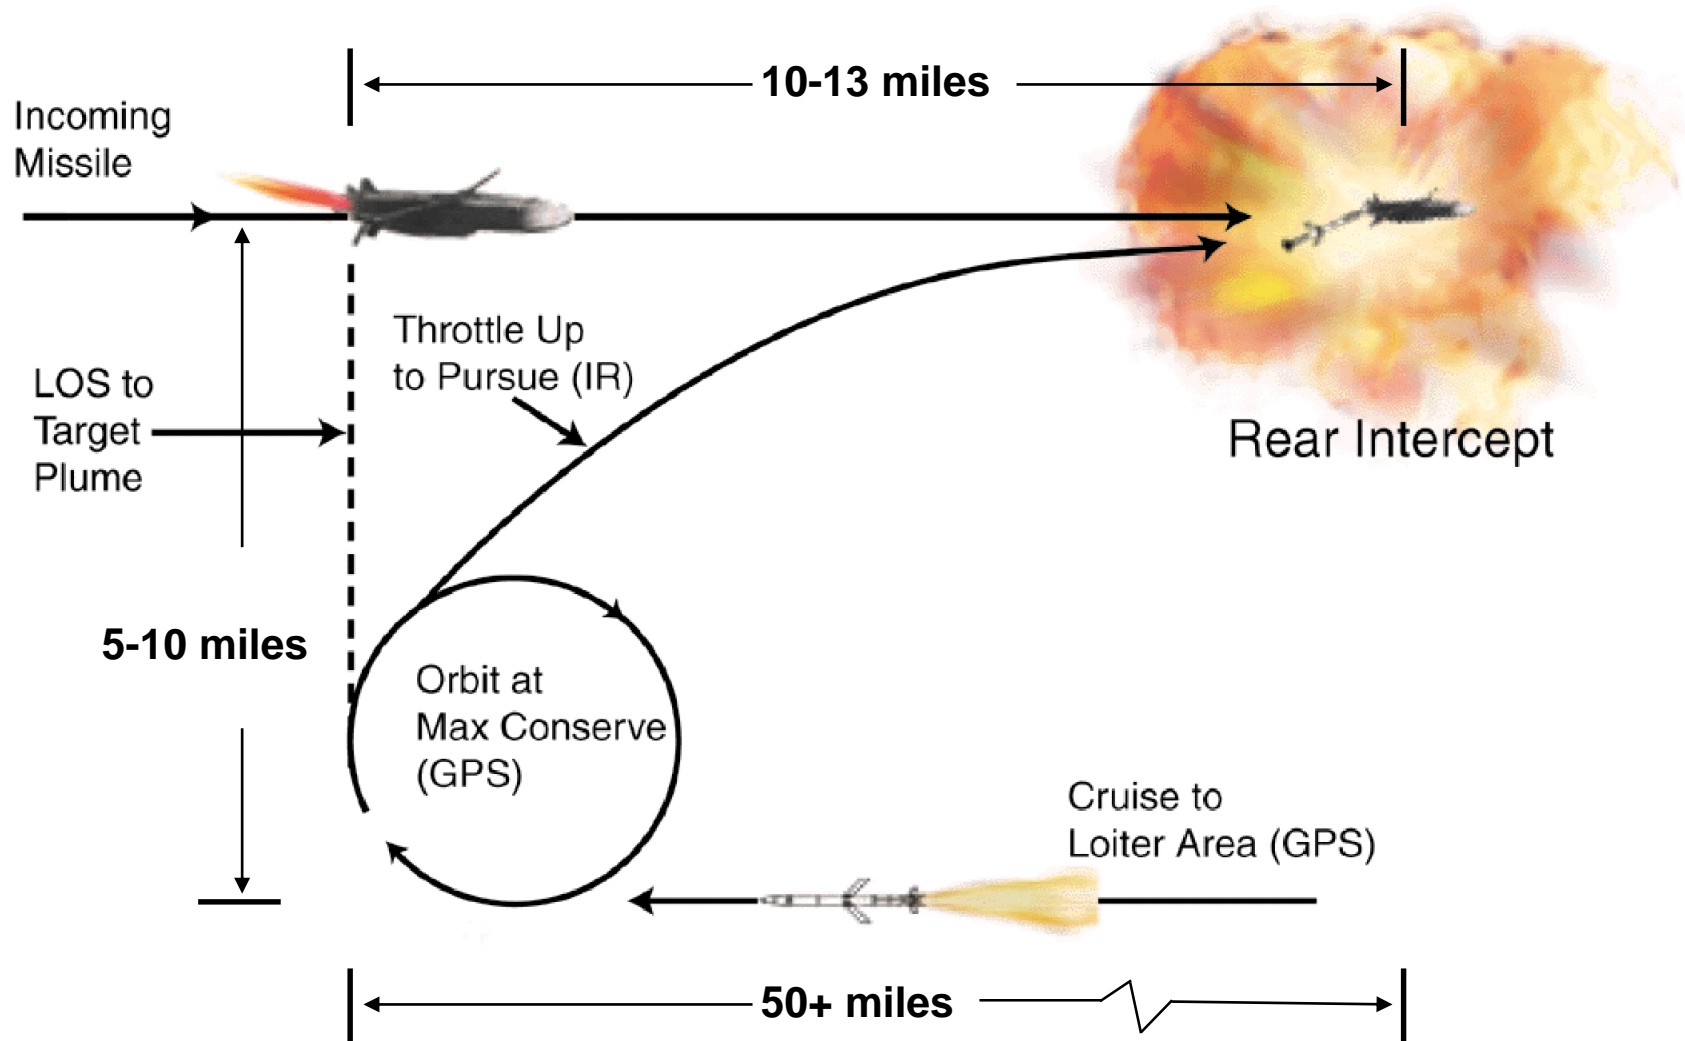 10-13 miles
Incoming
Missile
Throttle Up
to Pursue (IR)
LOS to
Target
Plume
Rear Intercept
5-10 miles
Orbit at
Max Conserve
(GPS)
Cruise to
Loiter Area (GPS)
50+ miles